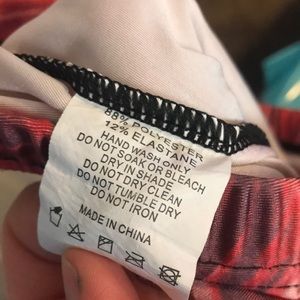 88% POLYESTER
12% ELASTANE
HAND WASH ONLY
DO NOT SOAK OR BLEACH
DRY IN SHADE
DO NOT DRY CLEAN
DO NOT TUMBLE DRY
DO NOT IRON
MADE IN CHINA